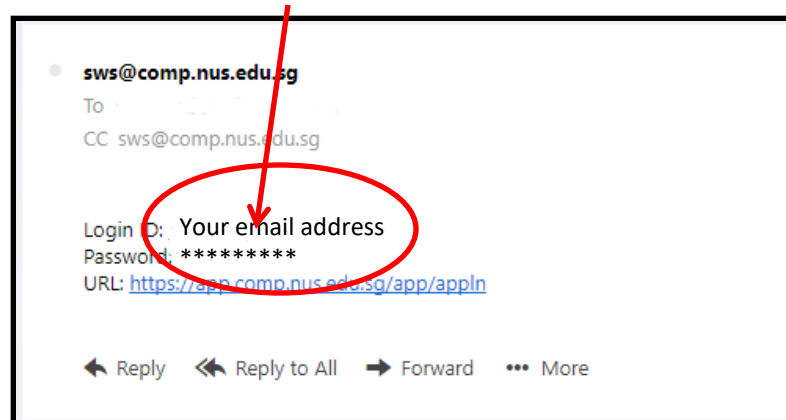 sws@comp.nus.edu.sg
To
CC sws@comp.nus.edu.sg
Login ID: Your email address
Password: *********
URL: https://app.comp.nus.edu.sg/app/appln
Reply Reply to All Forward More